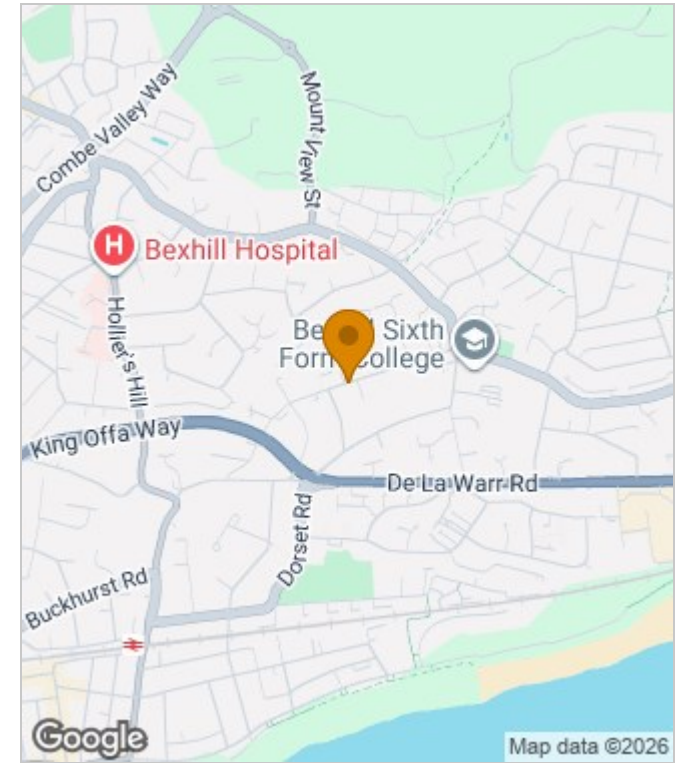 Combe Valley Way
Mount View St
Bexhill Hospital
H
Hollier's Hill
Sixth
College
King Offa Way
De La Warr Rd
Dorset Rd
Buckhurst Rd
Google
Map data ©2026